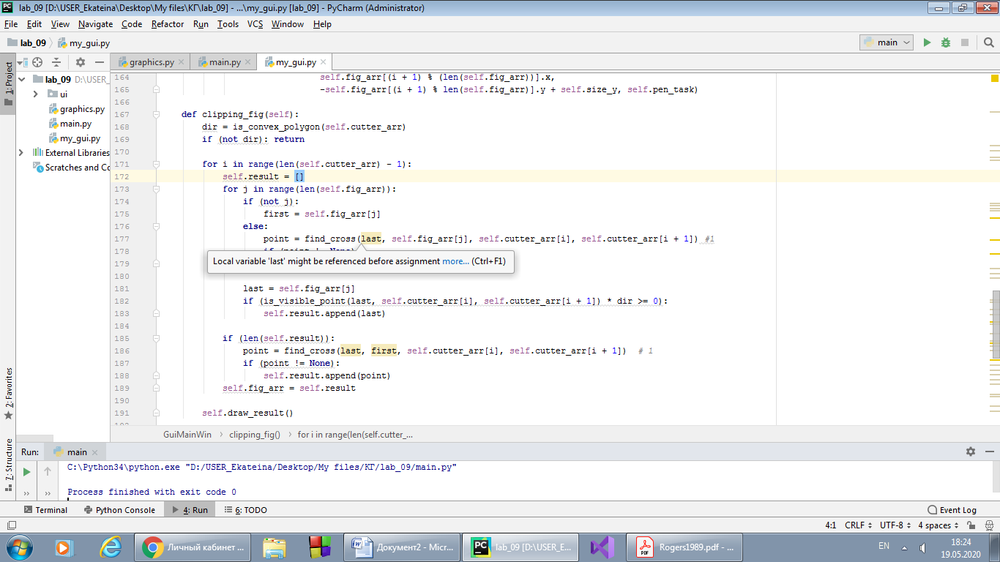 lab_09 [D:\USER_Ekateina\Desktop\My files\КГ\lab_09] - ...\my_gui.py [lab_09] - PyCharm (Administrator)
File Edit View Navigate Code Refactor Run Tools VCS Window Help
lab_09 my_gui.py
main
1: Project
graphics.py main.py my_gui.py
lab_09 D:\USER_
ui
graphics.py
main.py
my_gui.py
External Libraries
Scratches and Co
164 self.fig_arr[(i + 1) % (len(self.fig_arr))].x,
165 -self.fig_arr[(i + 1) % len(self.fig_arr)].y + self.size_y, self.pen_task)
166
167 def clipping_fig(self):
168 dir = is_convex_polygon(self.cutter_arr)
169 if (not dir): return
170
171 for i in range(len(self.cutter_arr) - 1):
172 self.result = []
173 for j in range(len(self.fig_arr)):
174 if (not j):
175 first = self.fig_arr[j]
176 else:
177 point = find_cross(last, self.fig_arr[j], self.cutter_arr[i], self.cutter_arr[i + 1]) #1
178
Local variable 'last' might be referenced before assignment more... (Ctrl+F1)
179
180
181 last = self.fig_arr[j]
182 if (is_visible_point(last, self.cutter_arr[i], self.cutter_arr[i + 1]) * dir >= 0):
183 self.result.append(last)
184
185 if (len(self.result)):
186 point = find_cross(last, first, self.cutter_arr[i], self.cutter_arr[i + 1]) # 1
187 if (point != None):
188 self.result.append(point)
189 self.fig_arr = self.result
190
191 self.draw_result()
GuiMainWin clipping_fig() for i in range(len(self.cutter_...
2: Favorites
7: Structure
Run: main
C:\Python34\python.exe "D:/USER_Ekateina/Desktop/My files/КГ/lab_09/main.py"
Process finished with exit code 0
Terminal Python Console 4: Run 6: TODO Event Log
4:1 CRLF UTF-8 4 spaces
Личный кабинет ... Документ2 - Micr... lab_09 [D:\USER_E... Rogers1989.pdf - ... EN 18:24
19.05.2020